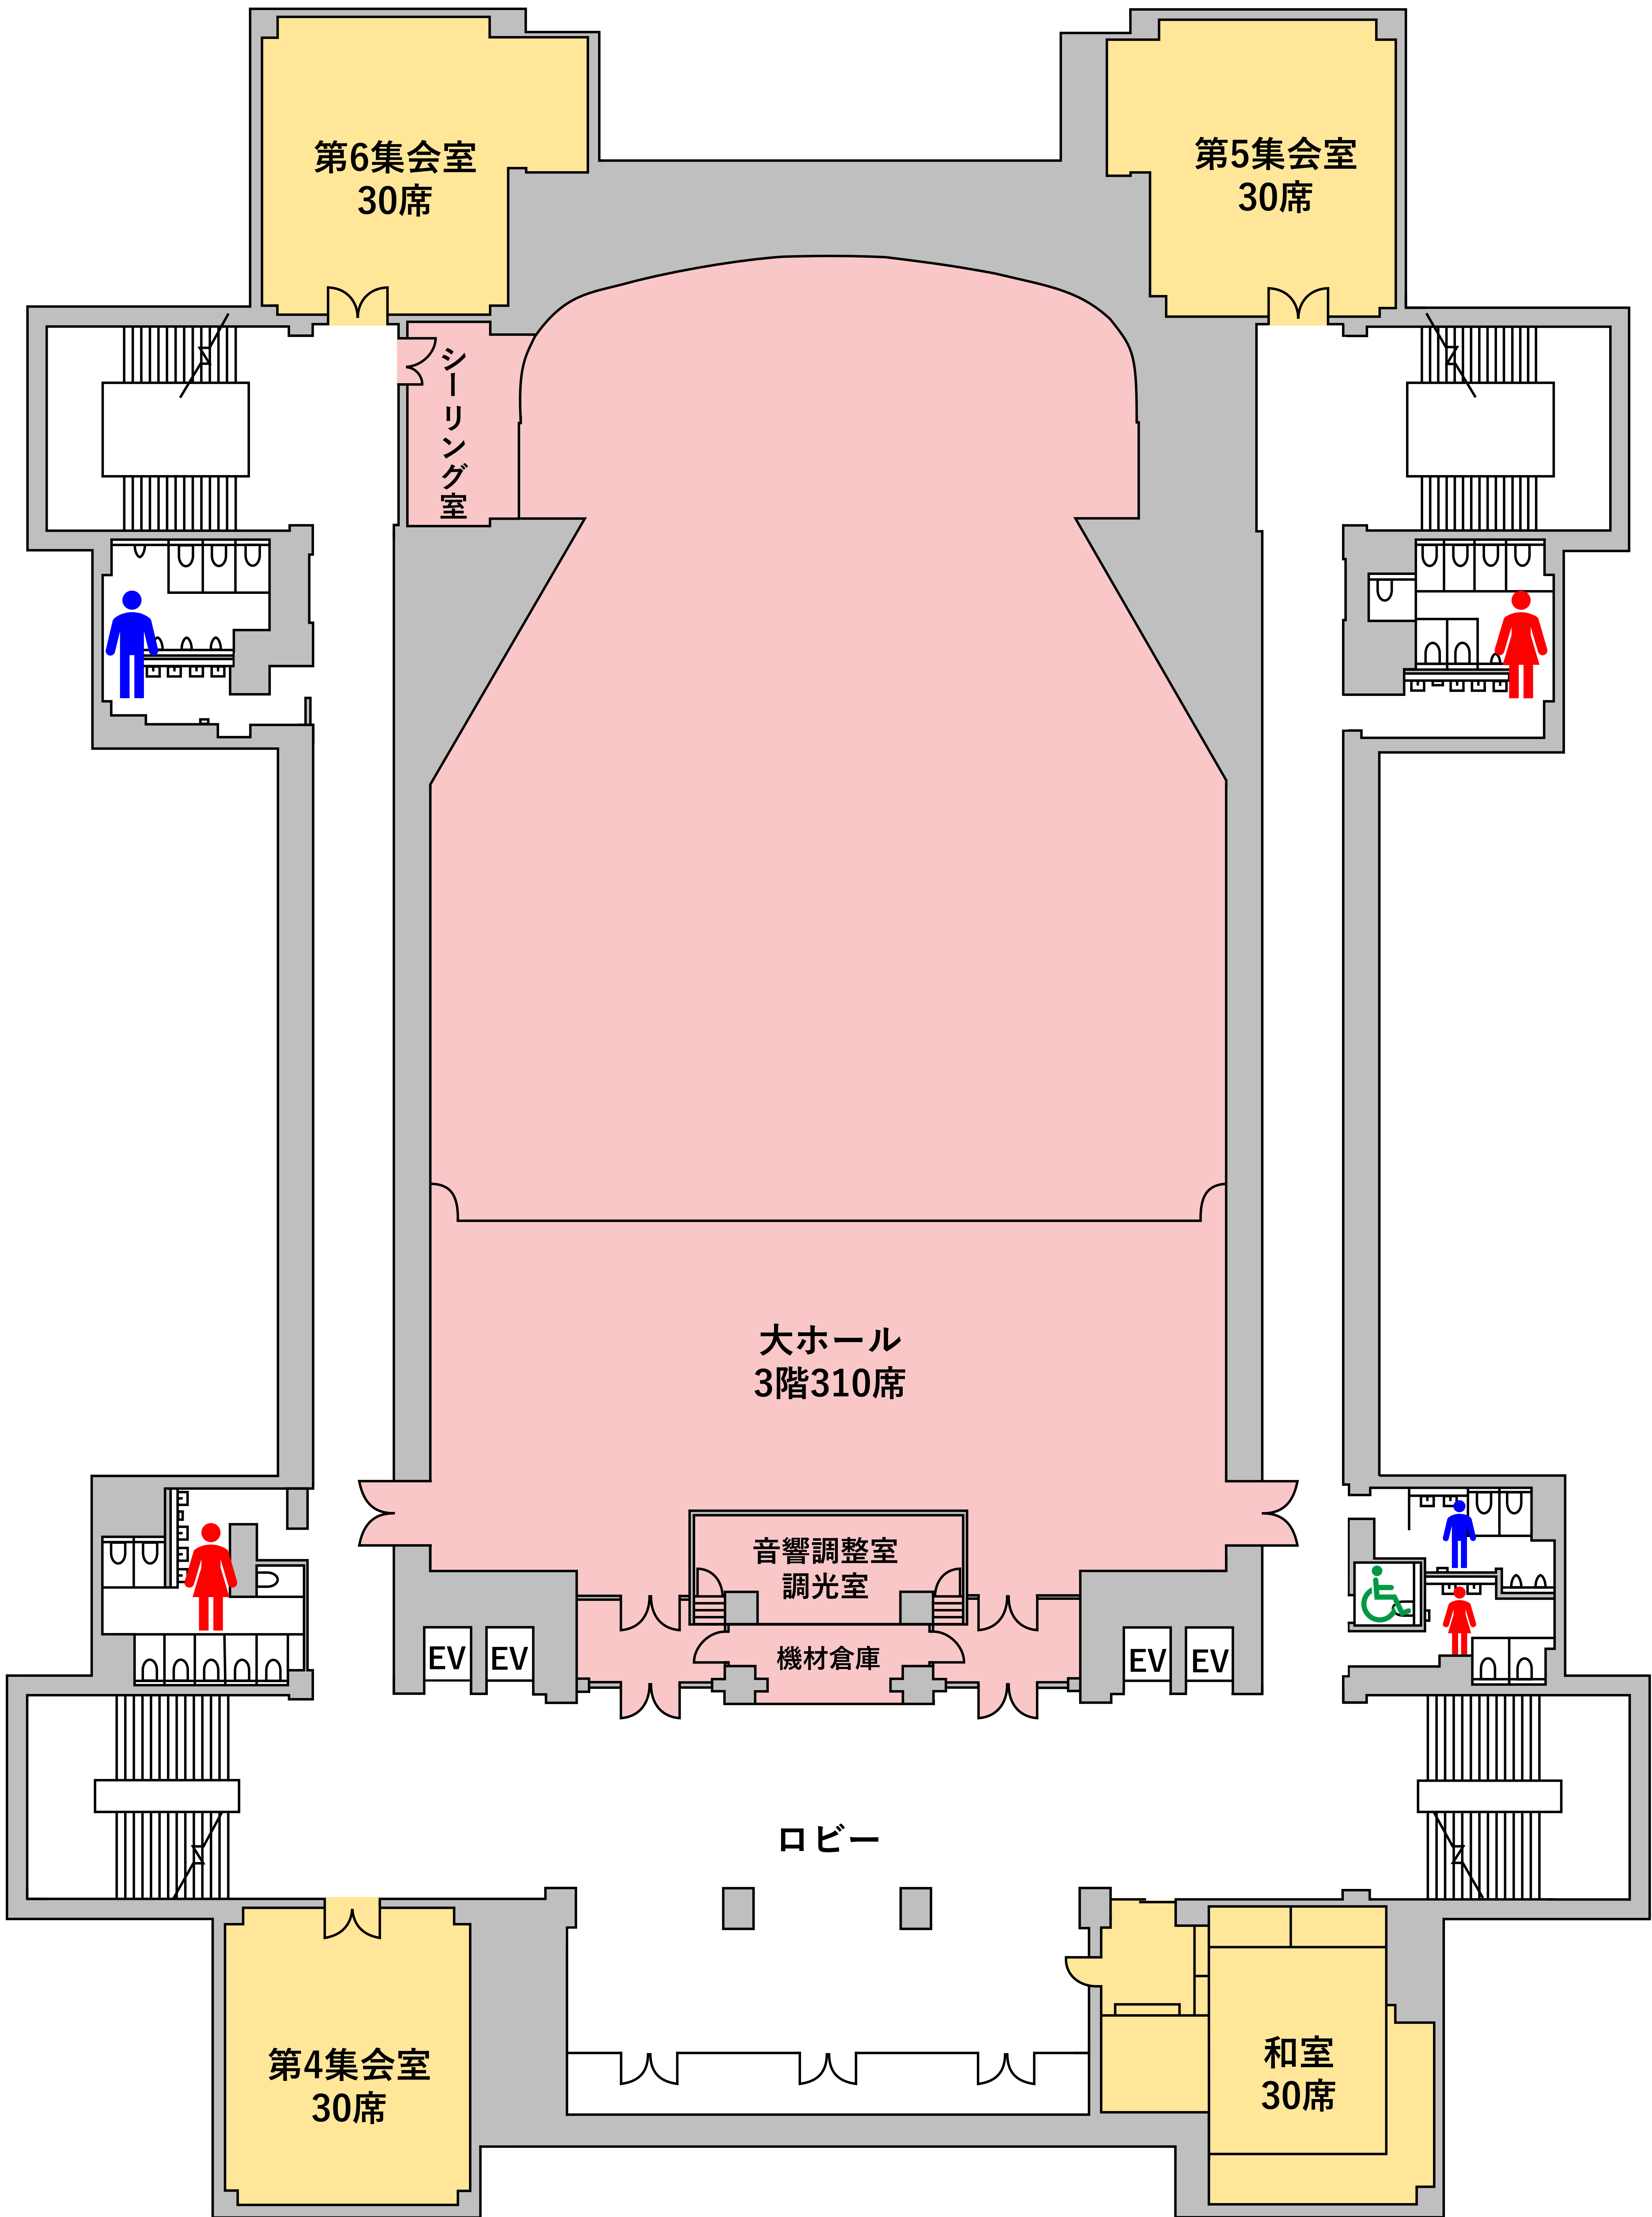 第6集会室
30席
第5集会室
30席
シーリング室
大ホール
3階310席
音響調整室
調光室
機材倉庫
EV
EV
EV
EV
ロビー
第4集会室
30席
和室
30席